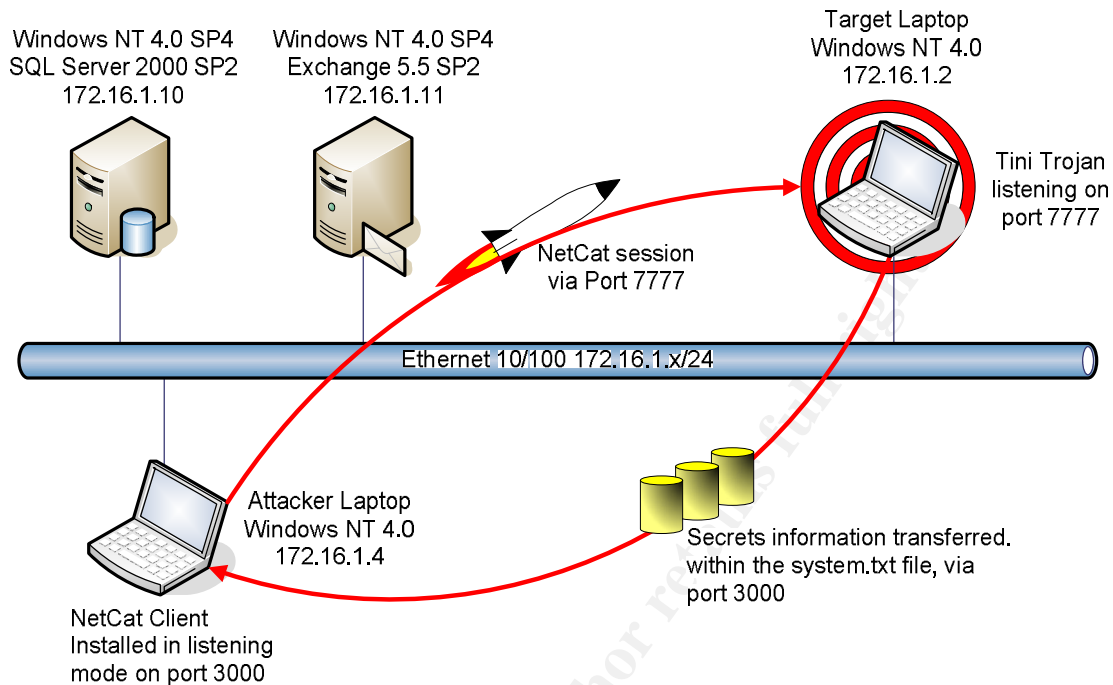 Windows NT 4.0 SP4
SQL Server 2000 SP2
172.16.1.10
Windows NT 4.0 SP4
Exchange 5.5 SP2
172.16.1.11
Target Laptop
Windows NT 4.0
172.16.1.2
Tini Trojan
listening on
port 7777
NetCat session
via Port 7777
Ethernet 10/100 172.16.1.x/24
Attacker Laptop
Windows NT 4.0
172.16.1.4
Secrets information transferred.
within the system.txt file, via
port 3000
NetCat Client
Installed in listening
mode on port 3000